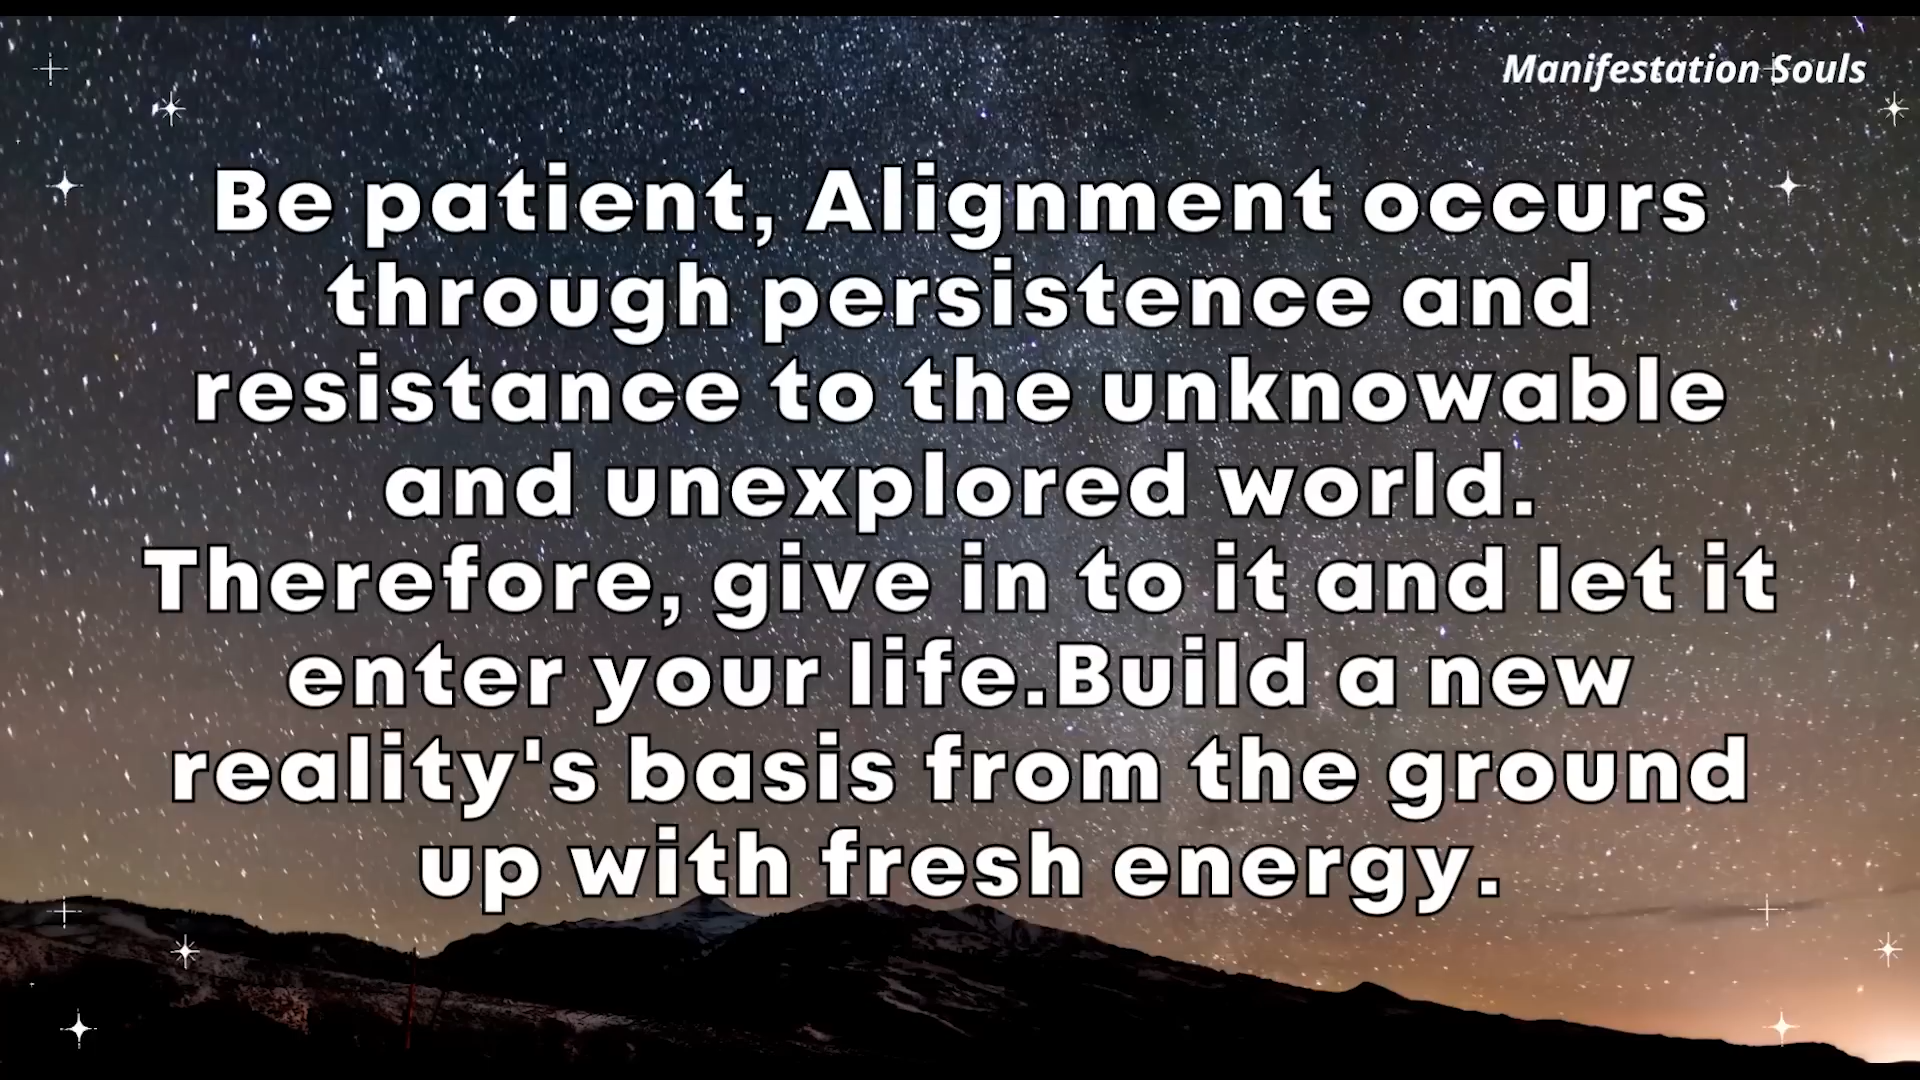 Manifestation Souls
Be patient, Alignment occurs
through persistence and
resistance to the unknowable
and unexplored world.
Therefore, give in to it and let it
enter your life.Build a new
reality's basis from the ground
up with fresh energy.